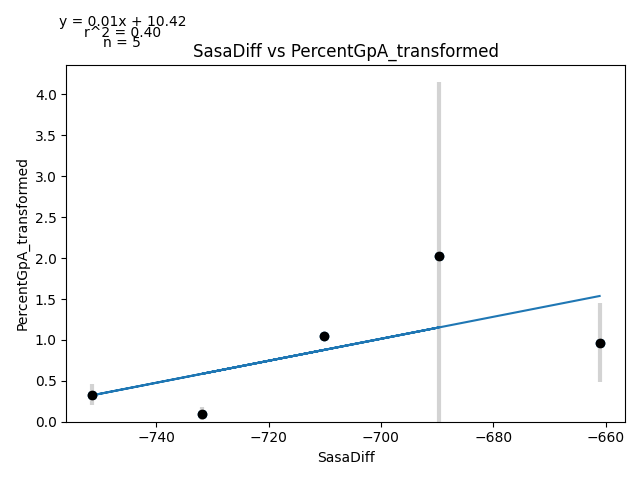 y = 0.01x + 10.42
r^2 = 0.40
n = 5
SasaDiff vs PercentGpA_transformed
4.0
3.5
3.0
2.5
2.0
1.5
1.0
0.5
0.0
PercentGpA_transformed
−740
−720
−700
−680
−660
SasaDiff